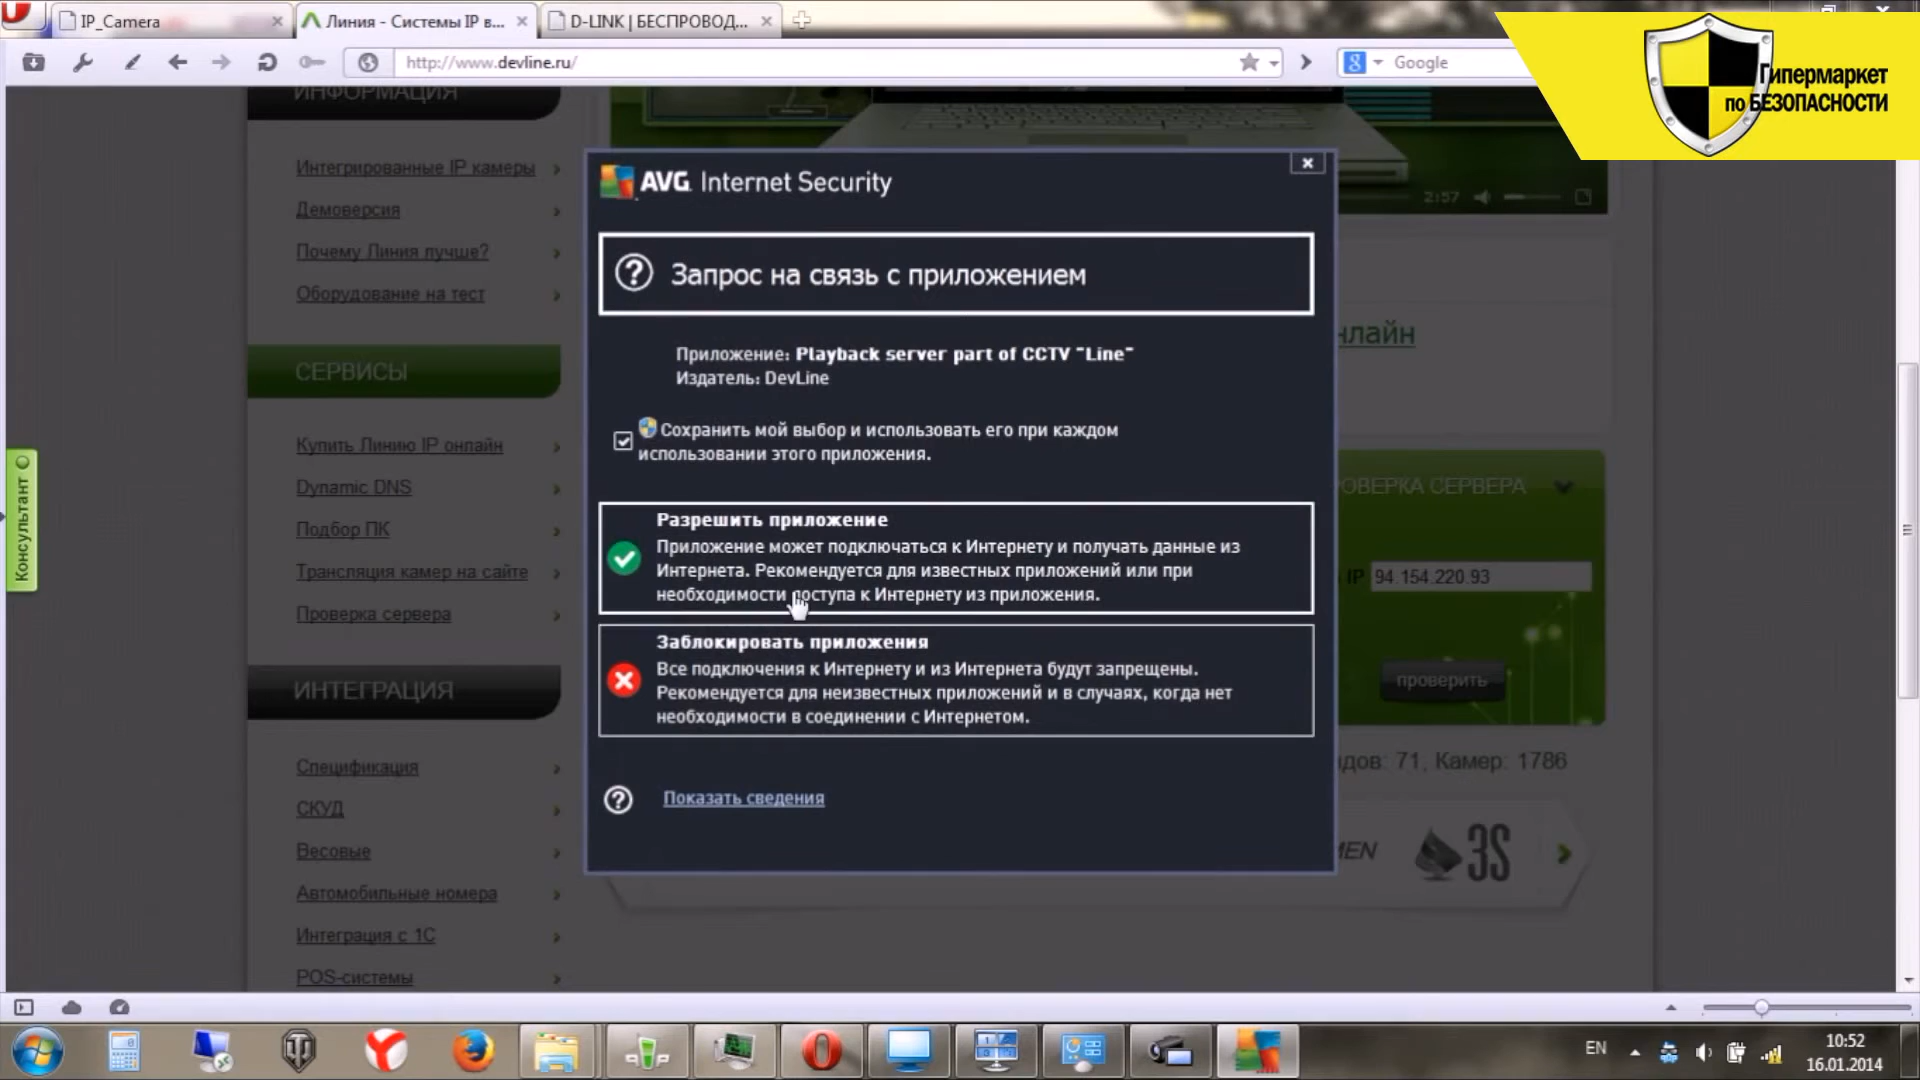 IP_Camera
Линия - Системы IP в...
D-LINK | БЕСПРОВОД...
http://www.devline.ru/
Google
Гипермаркет
по БЕЗОПАСНОСТИ
ИНФОРМАЦИЯ
Интегрированные IP камеры
Демоверсия
Почему Линия лучше?
Оборудование на тест
СЕРВИСЫ
Купить Линию IP онлайн
Dynamic DNS
Подбор ПК
Трансляция камер на сайте
Проверка сервера
ИНТЕГРАЦИЯ
Спецификация
СКУД
Весовые
Автомобильные номера
Интеграция с 1С
POS-системы
Консультант
AVG Internet Security
Запрос на связь с приложением
Приложение: Playback server part of CCTV "Line"
Издатель: DevLine
Сохранить мой выбор и использовать его при каждом
использовании этого приложения.
Разрешить приложение
Приложение может подключаться к Интернету и получать данные из
Интернета. Рекомендуется для известных приложений или при
необходимости доступа к Интернету из приложения.
Заблокировать приложения
Все подключения к Интернету и из Интернета будут запрещены.
Рекомендуется для неизвестных приложений и в случаях, когда нет
необходимости в соединении с Интернетом.
Показать сведения
2:57
нлайн
ОВЕРКА СЕРВЕРА
IP 94.154.220.93
проверить
дов: 71, Камер: 1786
MEN
3S
EN
10:52
16.01.2014